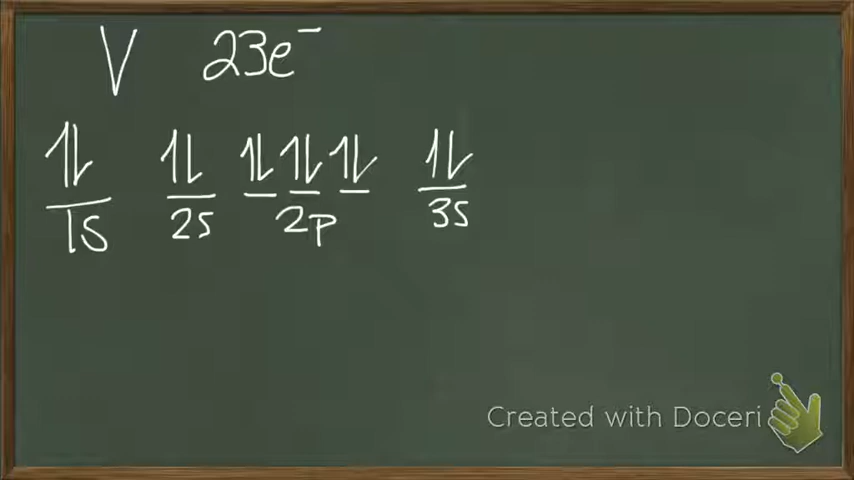 V 23e⁻
1S 2S 2p 3S
Created with Doceri